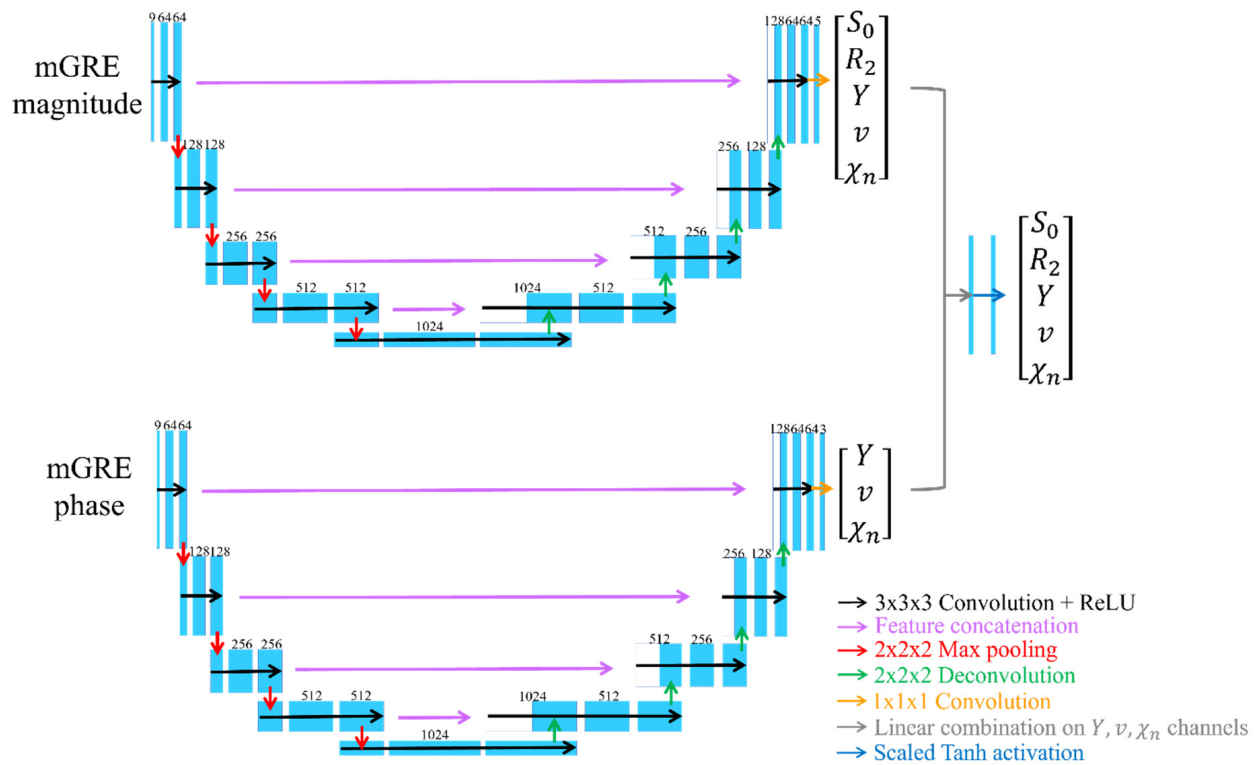 9 64 64
mGRE
magnitude
128 128
256 256
512 512
1024
1024 512
512 256
256 128
128 64 64 5
S₀
R₂
Y
v
χₙ
S₀
R₂
Y
v
χₙ
9 64 64
mGRE
phase
128 128
256 256
512 512
1024
1024 512
512 256
256 128
128 64 64 3
Y
v
χₙ
3x3x3 Convolution + ReLU
Feature concatenation
2x2x2 Max pooling
2x2x2 Deconvolution
1x1x1 Convolution
Linear combination on Y, v, χₙ channels
Scaled Tanh activation